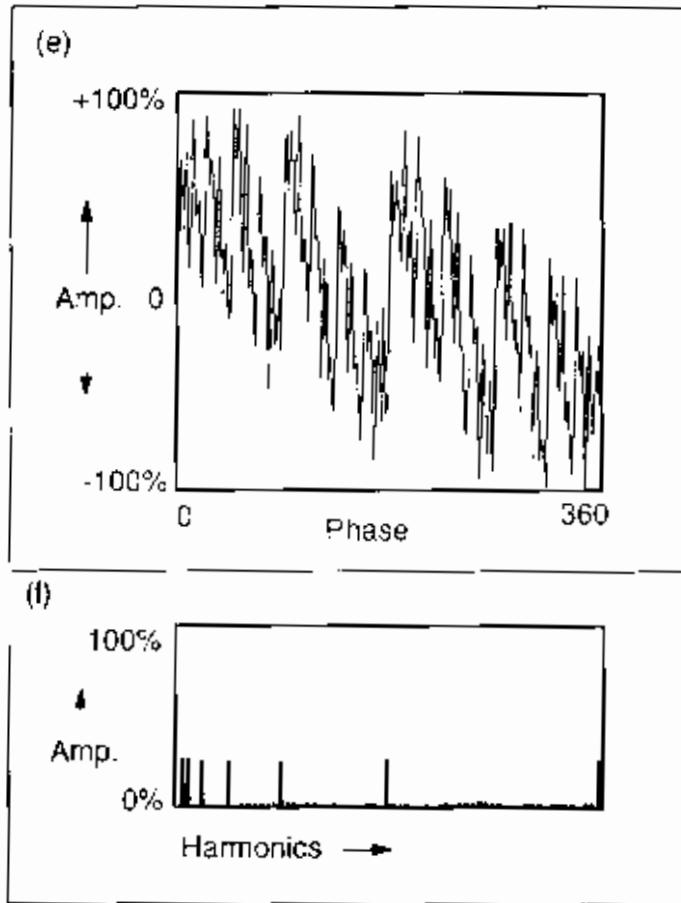 (e)
+100%
Amp. 0
-100%
0 Phase 360
(f)
100%
Amp.
0%
Harmonics